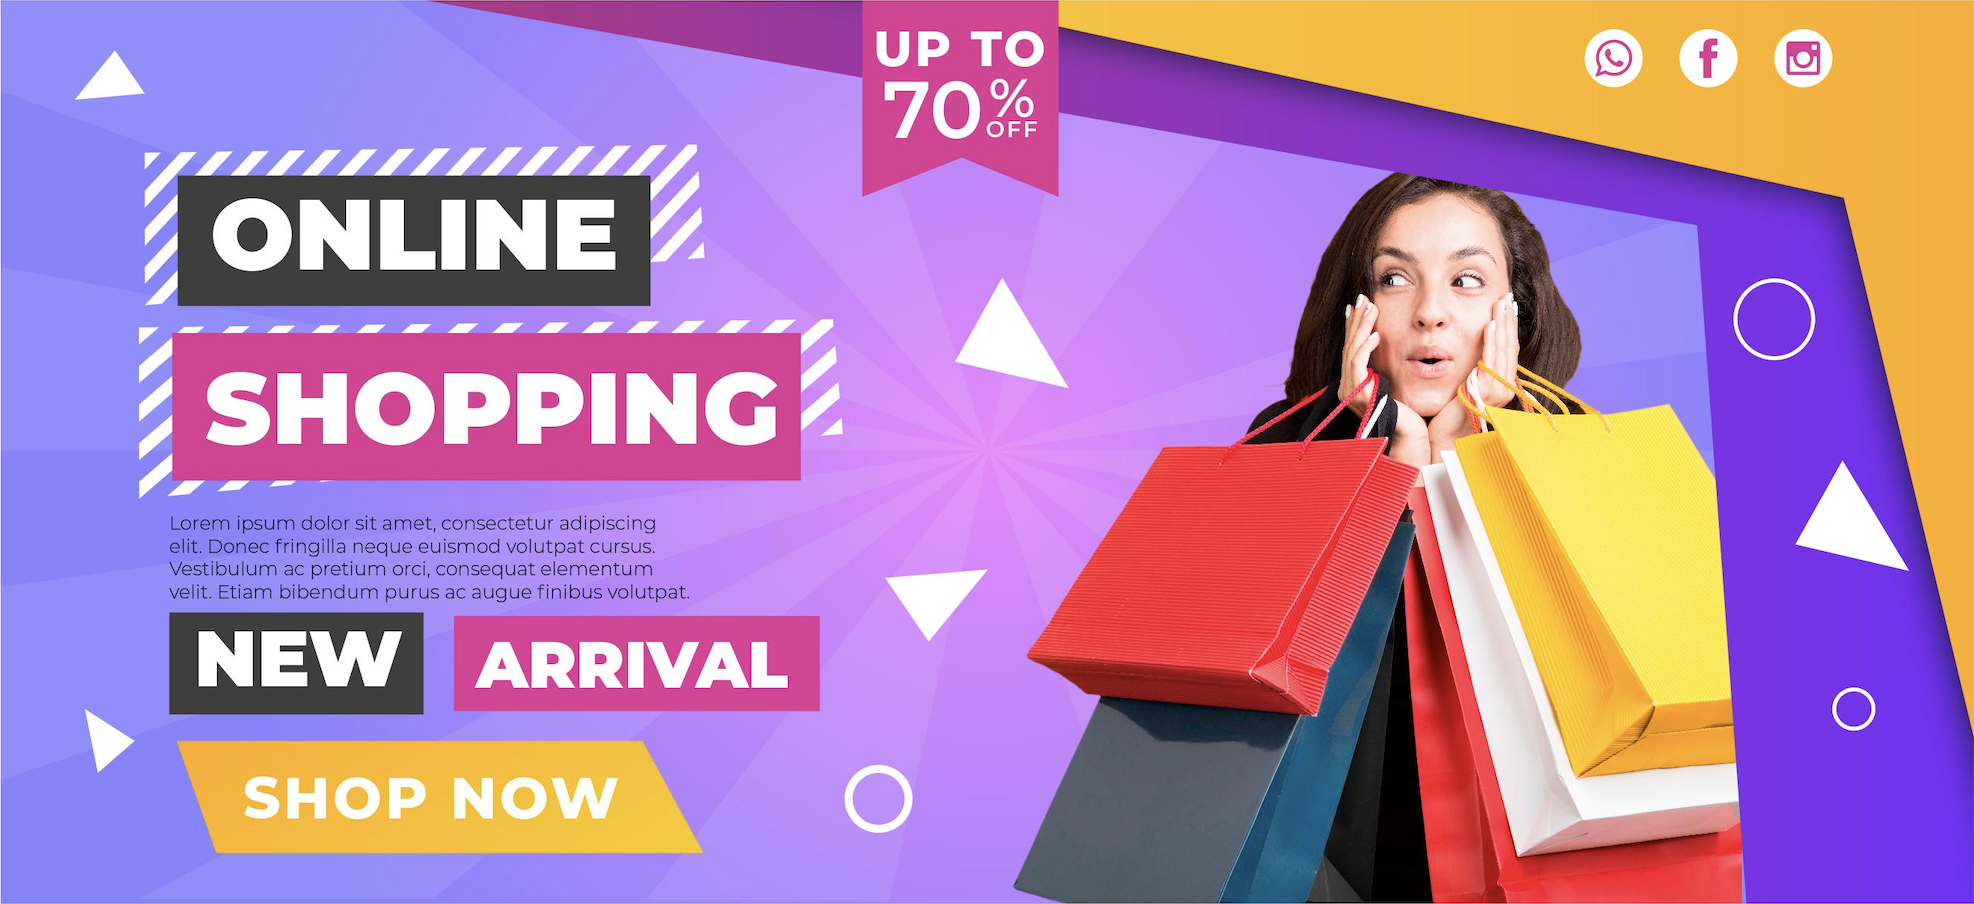 UP TO
70%
OFF
ONLINE
SHOPPING
Lorem ipsum dolor sit amet, consectetur adipiscing
elit. Donec fringilla neque euismod volutpat cursus.
Vestibulum ac pretium orci, consequat elementum
velit. Etiam bibendum purus ac augue finibus volutpat.
NEW ARRIVAL
SHOP NOW